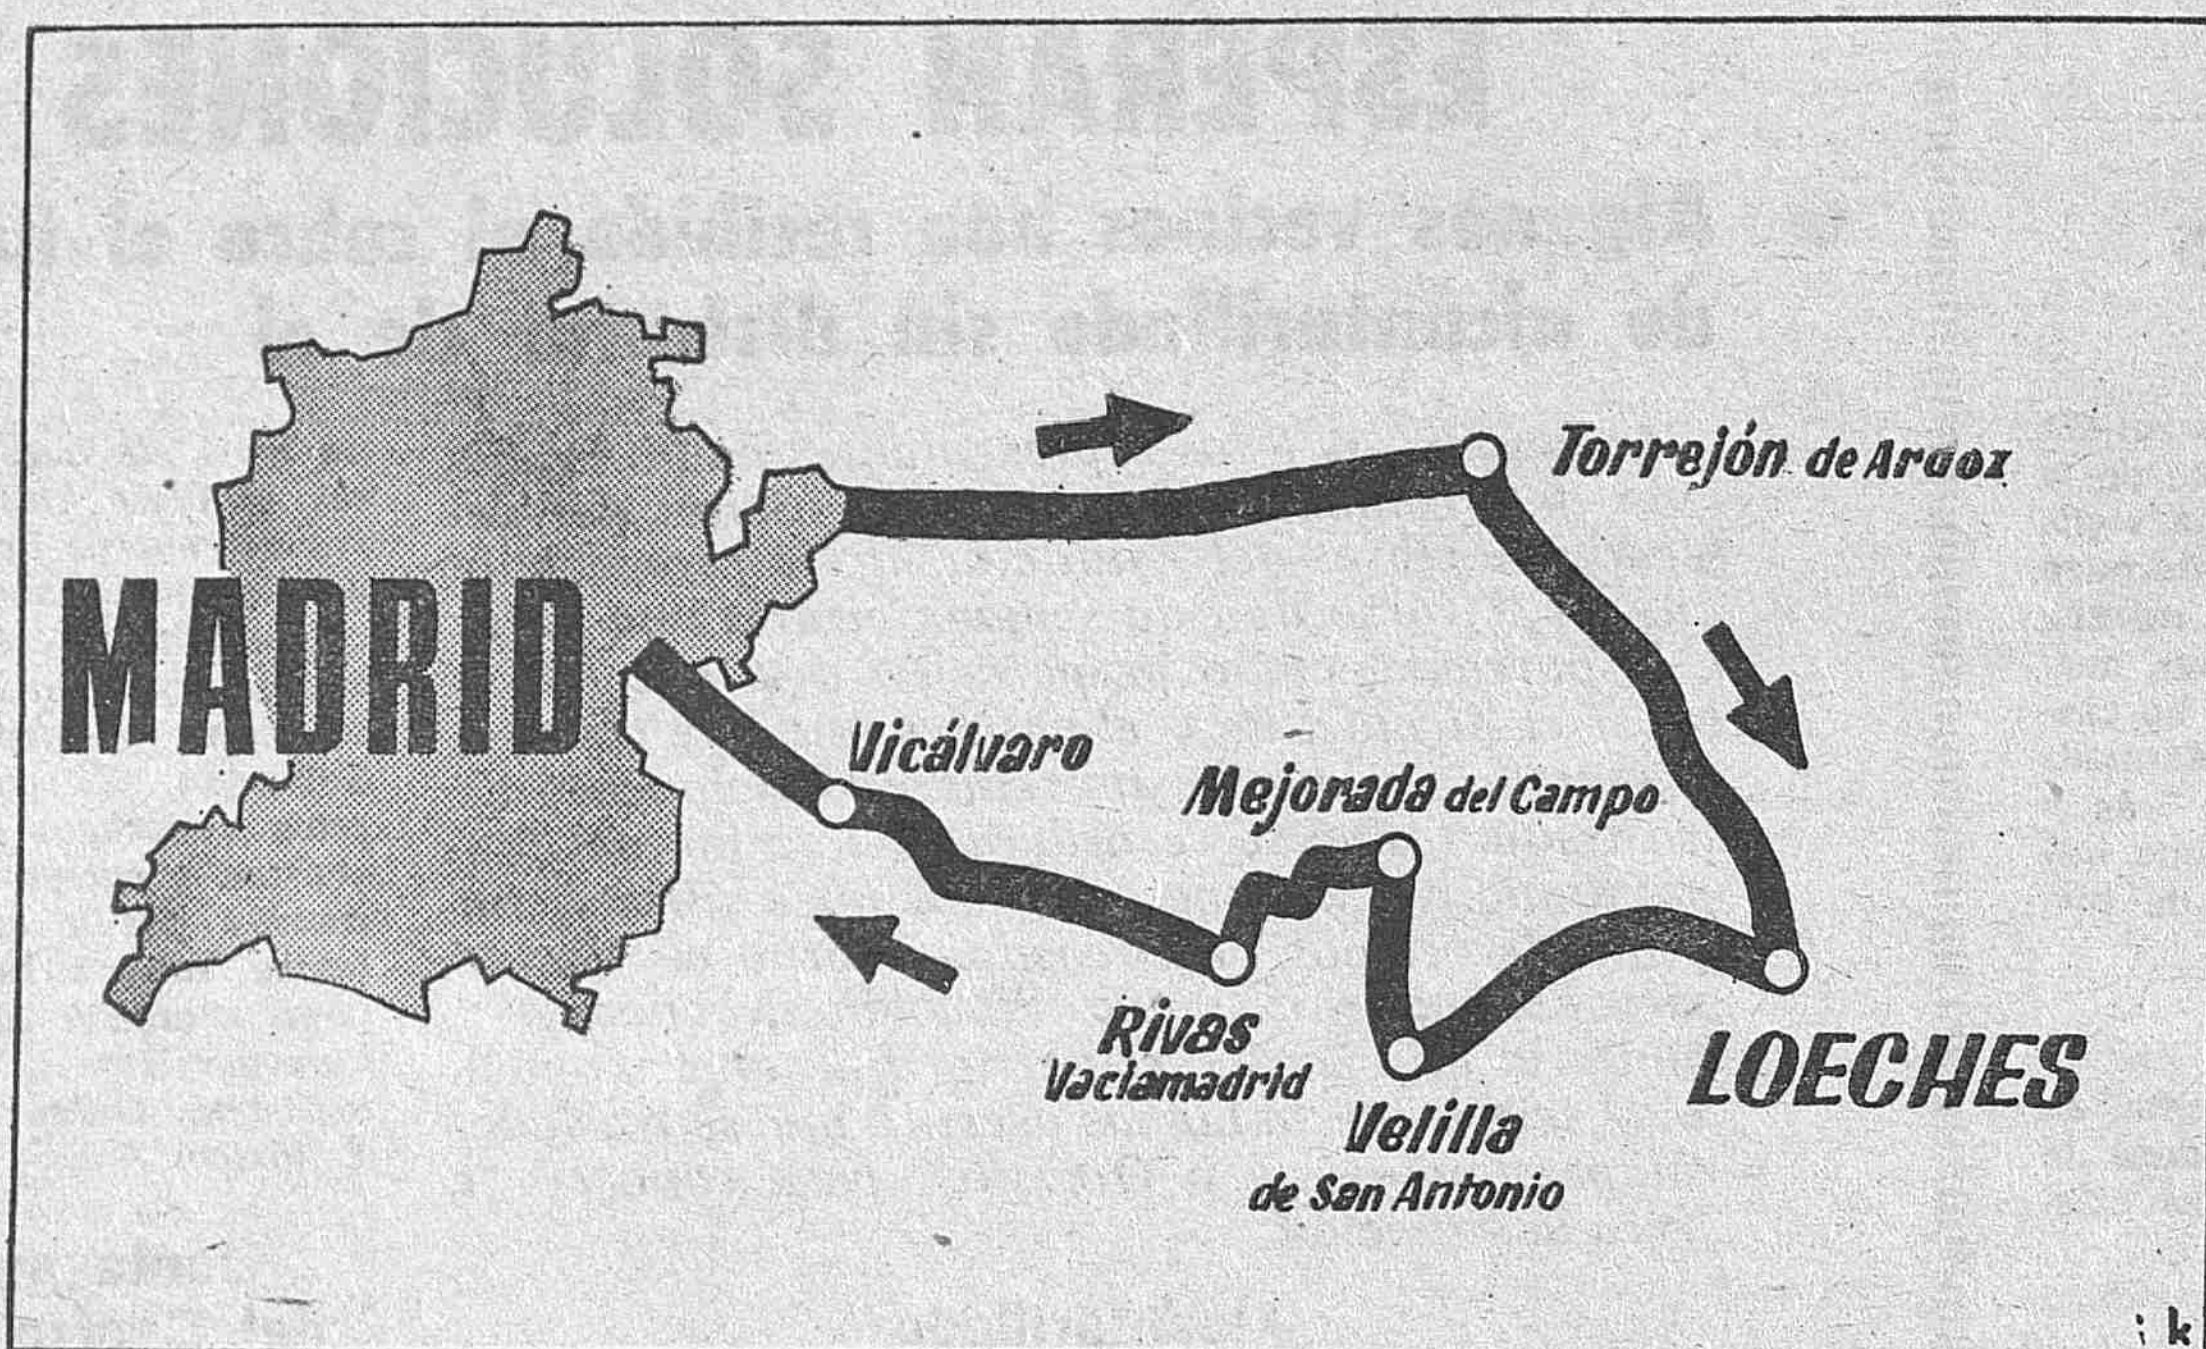 Torrejón de Ardoz
MADRID
Vicálvaro
Mejorada del Campo
Rivas
Vaciamadrid
LOECHES
Velilla
de San Antonio
i k